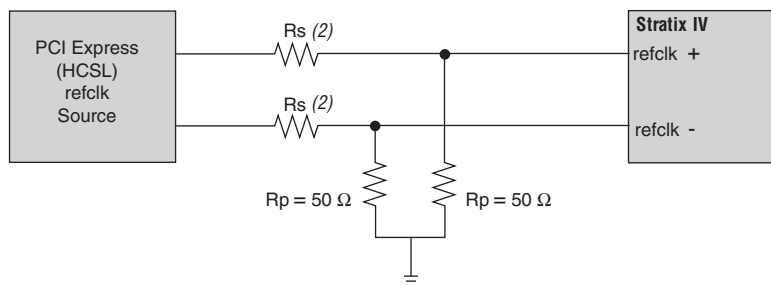 PCI Express
(HCSL)
refclk
Source
Rs (2)
Rs (2)
Rp = 50 Ω
Rp = 50 Ω
Stratix IV
refclk +
refclk -